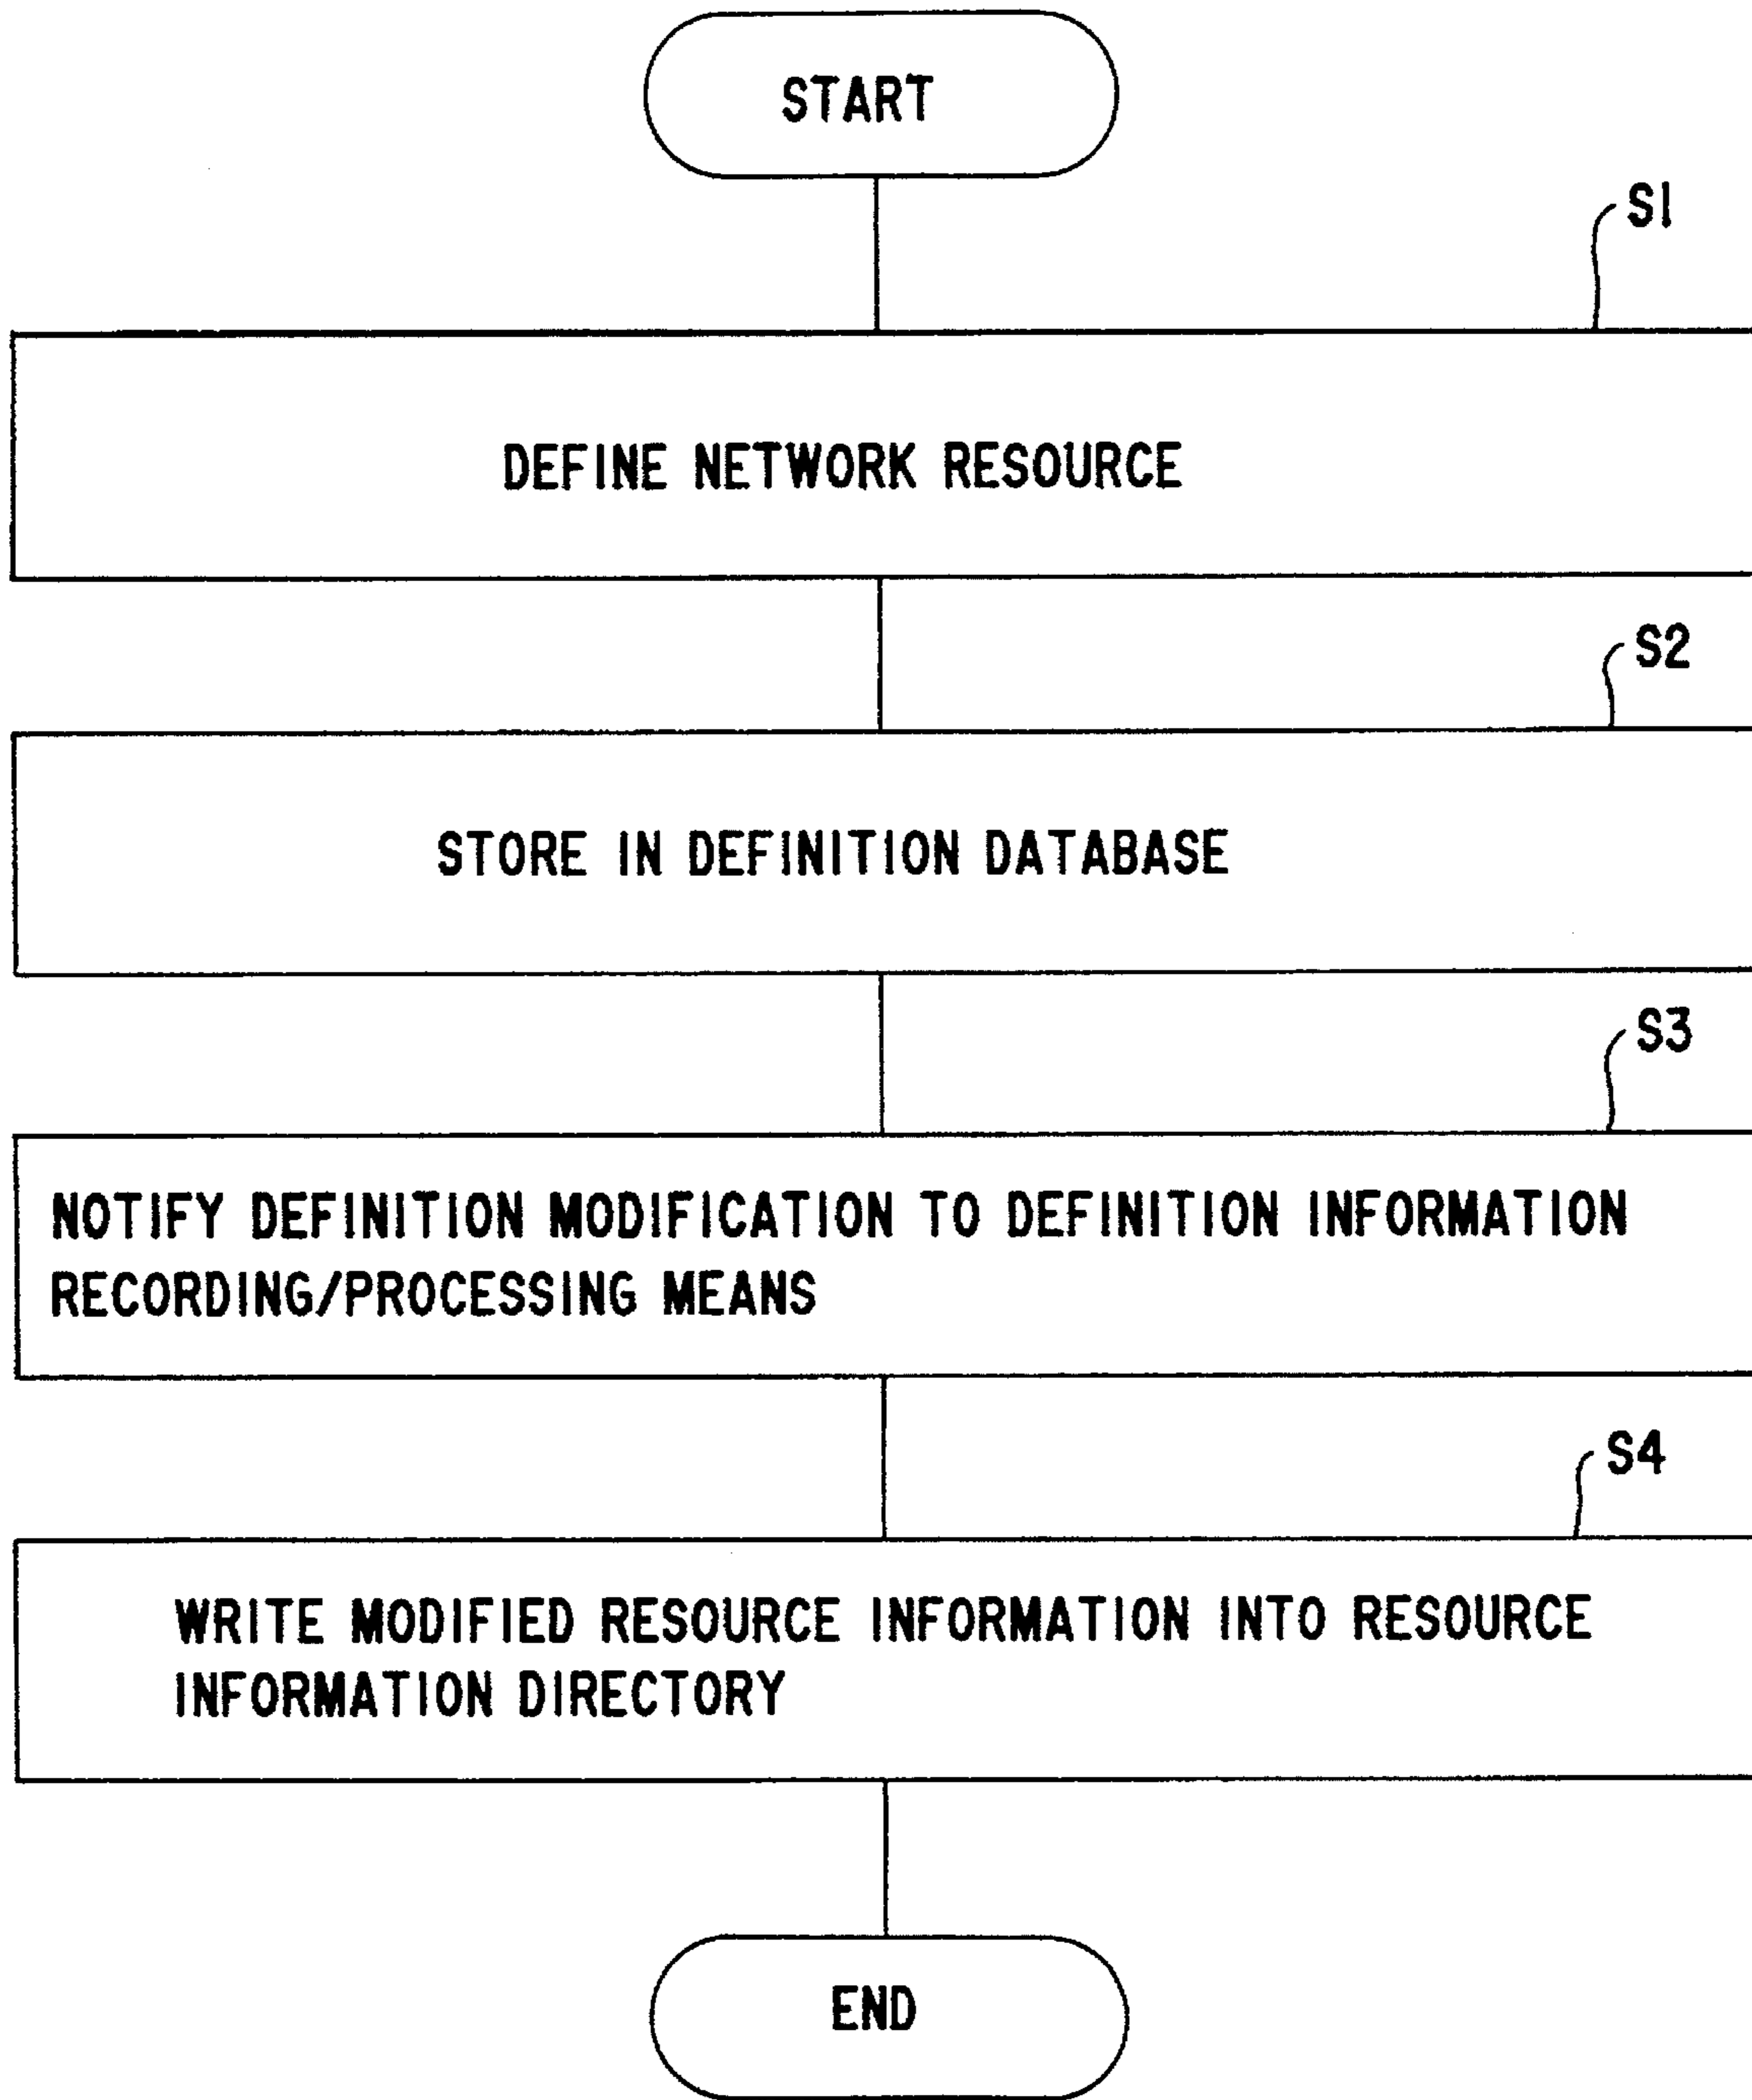 START
S1
DEFINE NETWORK RESOURCE
S2
STORE IN DEFINITION DATABASE
S3
NOTIFY DEFINITION MODIFICATION TO DEFINITION INFORMATION
RECORDING/PROCESSING MEANS
S4
WRITE MODIFIED RESOURCE INFORMATION INTO RESOURCE
INFORMATION DIRECTORY
END